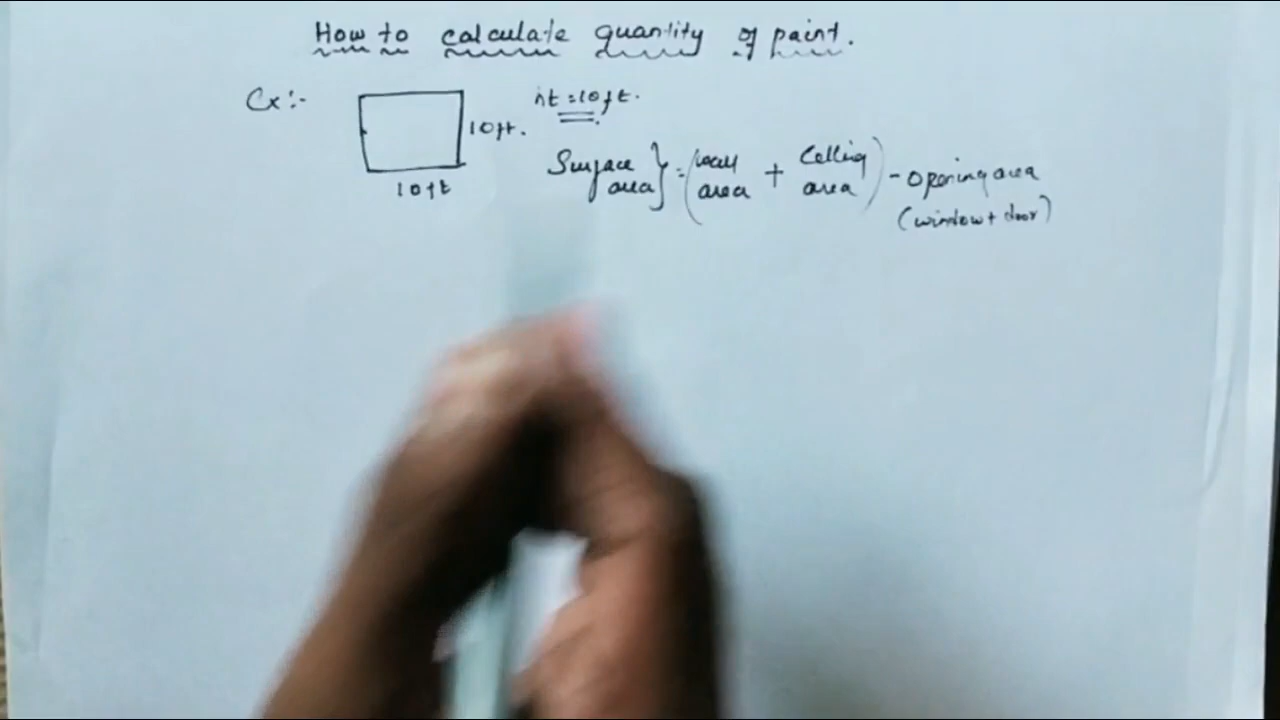 How to calculate quantity of paint.
Ex:-
ht = 10ft.
10ft.
10ft
Surface area } = (wall area + Ceiling area) - opening area
(window + door)